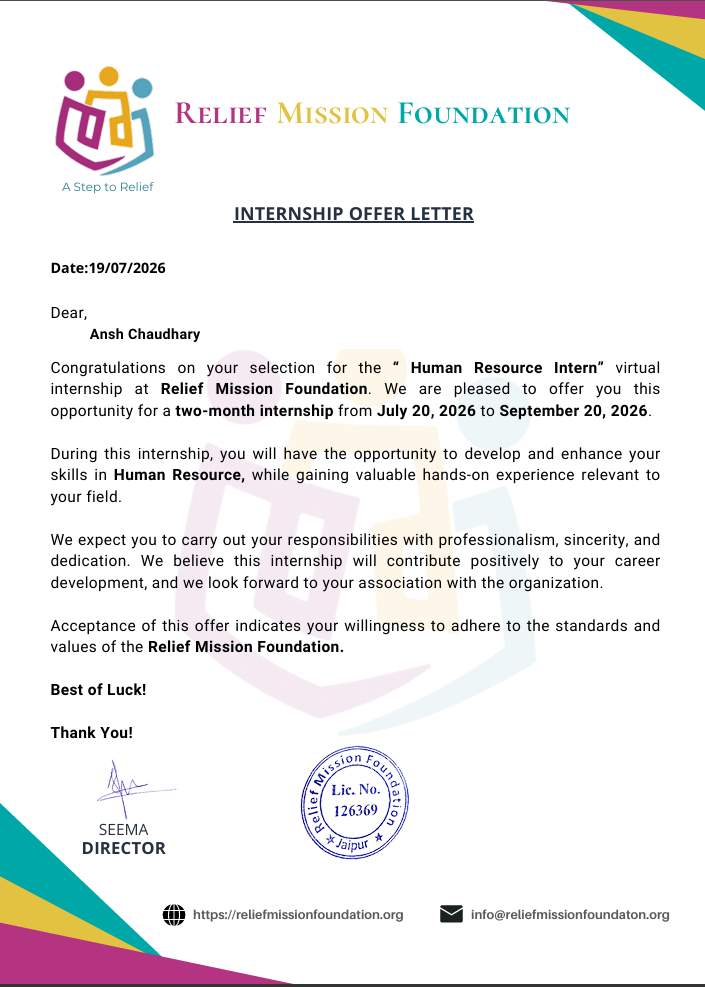 RELIEF MISSION FOUNDATION
A Step to Relief
INTERNSHIP OFFER LETTER
Date:19/07/2026
Dear,
Ansh Chaudhary
Congratulations on your selection for the “ Human Resource Intern” virtual
internship at Relief Mission Foundation. We are pleased to offer you this
opportunity for a two-month internship from July 20, 2026 to September 20, 2026.
During this internship, you will have the opportunity to develop and enhance your
skills in Human Resource, while gaining valuable hands-on experience relevant to
your field.
We expect you to carry out your responsibilities with professionalism, sincerity, and
dedication. We believe this internship will contribute positively to your career
development, and we look forward to your association with the organization.
Acceptance of this offer indicates your willingness to adhere to the standards and
values of the Relief Mission Foundation.
Best of Luck!
Thank You!
Relief Mission Foundation
Lic. No.
126369
Jaipur
SEEMA
DIRECTOR
https://reliefmissionfoundation.org
info@reliefmissionfoundaton.org